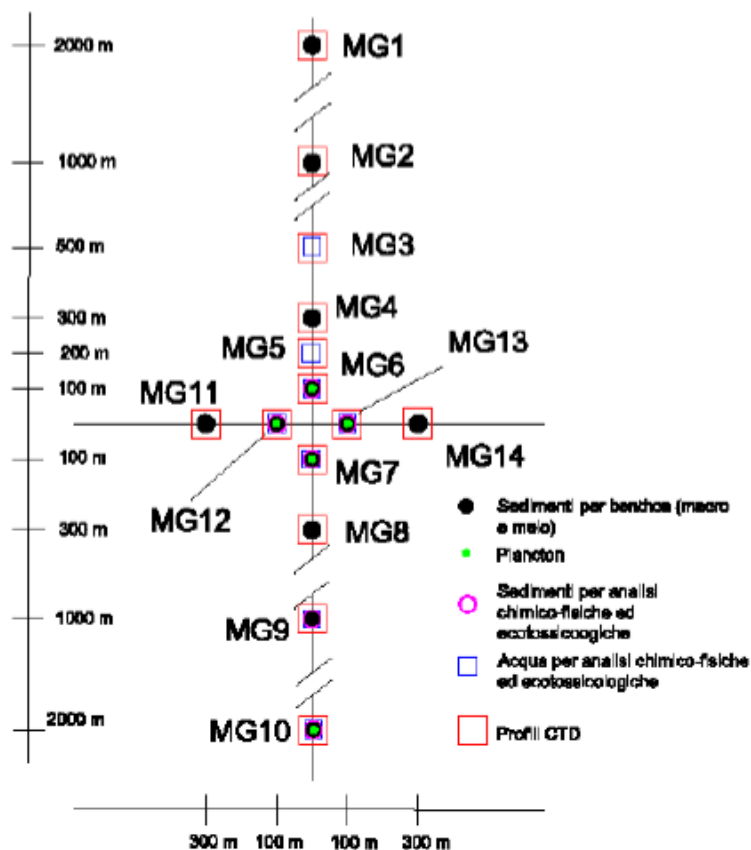 2000 m
MG1
1000 m
MG2
500 m
MG3
300 m
MG4
200 m
MG5
MG6
MG13
100 m
MG11
100 m
MG7
MG14
MG12
300 m
MG8
Sedimenti per benthos (macro
e meio)
Plancton
Sedimenti per analisi
chimico-fisiche ed
ecotossicoogiche
1000 m
MG9
Acqua per analisi chimico-fisiche
ed ecotossicologiche
2000 m
MG10
Profili CTD
300 m
100 m
100 m
300 m